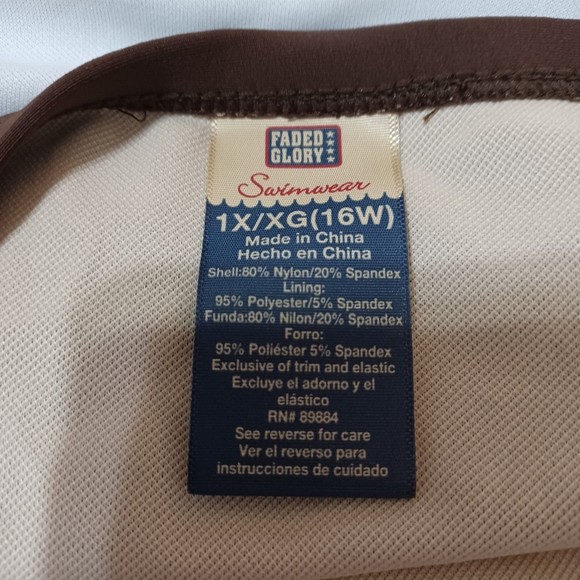 FADED
GLORY
Swimwear
1X/XG(16W)
Made in China
Hecho en China
Shell:80% Nylon/20% Spandex
Lining:
95% Polyester/5% Spandex
Funda:80% Nilon/20% Spandex
Forro:
95% Poliéster 5% Spandex
Exclusive of trim and elastic
Excluye el adorno y el
elástico
RN# 89884
See reverse for care
Ver el reverso para
instrucciones de cuidado